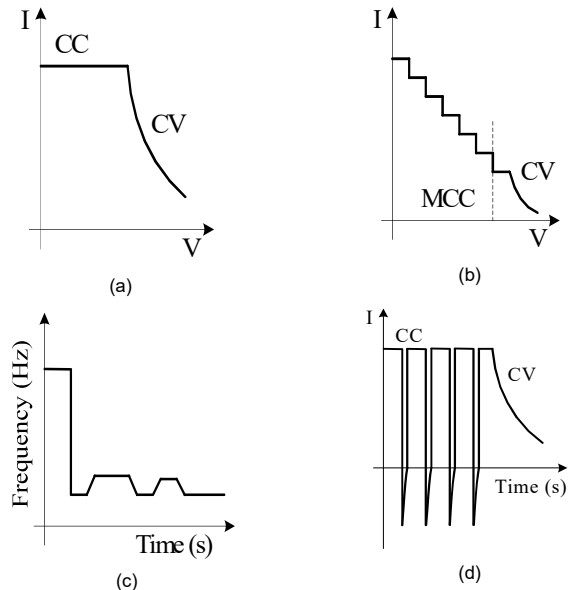 I
CC
CV
V
(a)
I
MCC
CV
V
(b)
Frequency (Hz)
Time (s)
(c)
I
CC
CV
Time (s)
(d)